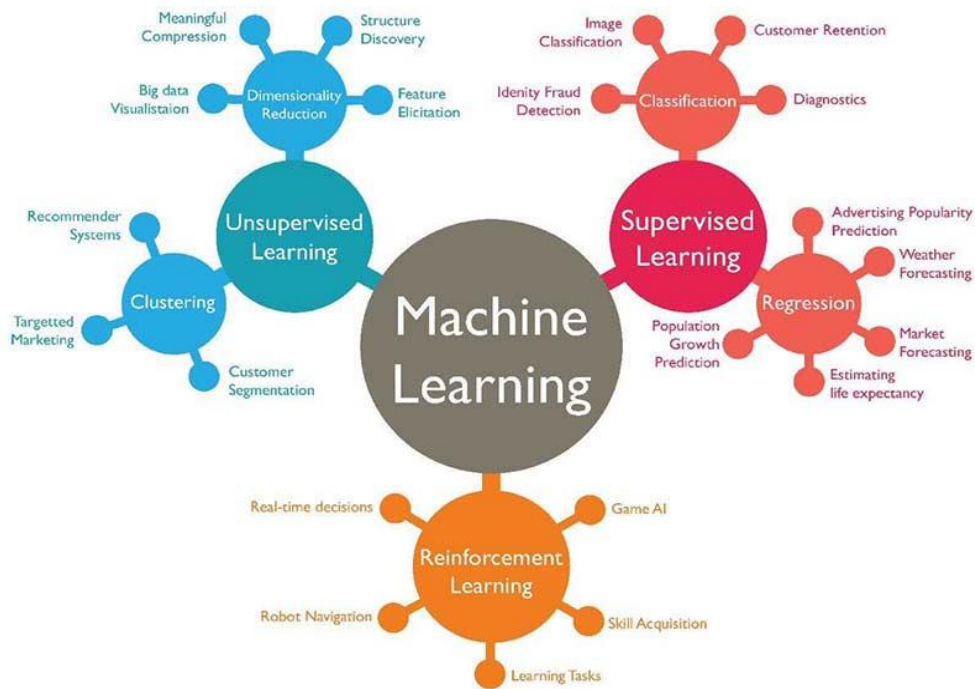 Meaningful
Compression
Structure
Discovery
Big data
Visualistaion
Dimensionality
Reduction
Feature
Elicitation
Recommender
Systems
Unsupervised
Learning
Clustering
Targetted
Marketing
Customer
Segmentation
Image
Classification
Customer Retention
Idenity Fraud
Detection
Classification
Diagnostics
Supervised
Learning
Advertising Popularity
Prediction
Weather
Forecasting
Regression
Population
Growth
Prediction
Market
Forecasting
Estimating
life expectancy
Machine
Learning
Real-time decisions
Game AI
Reinforcement
Learning
Robot Navigation
Skill Acquisition
Learning Tasks